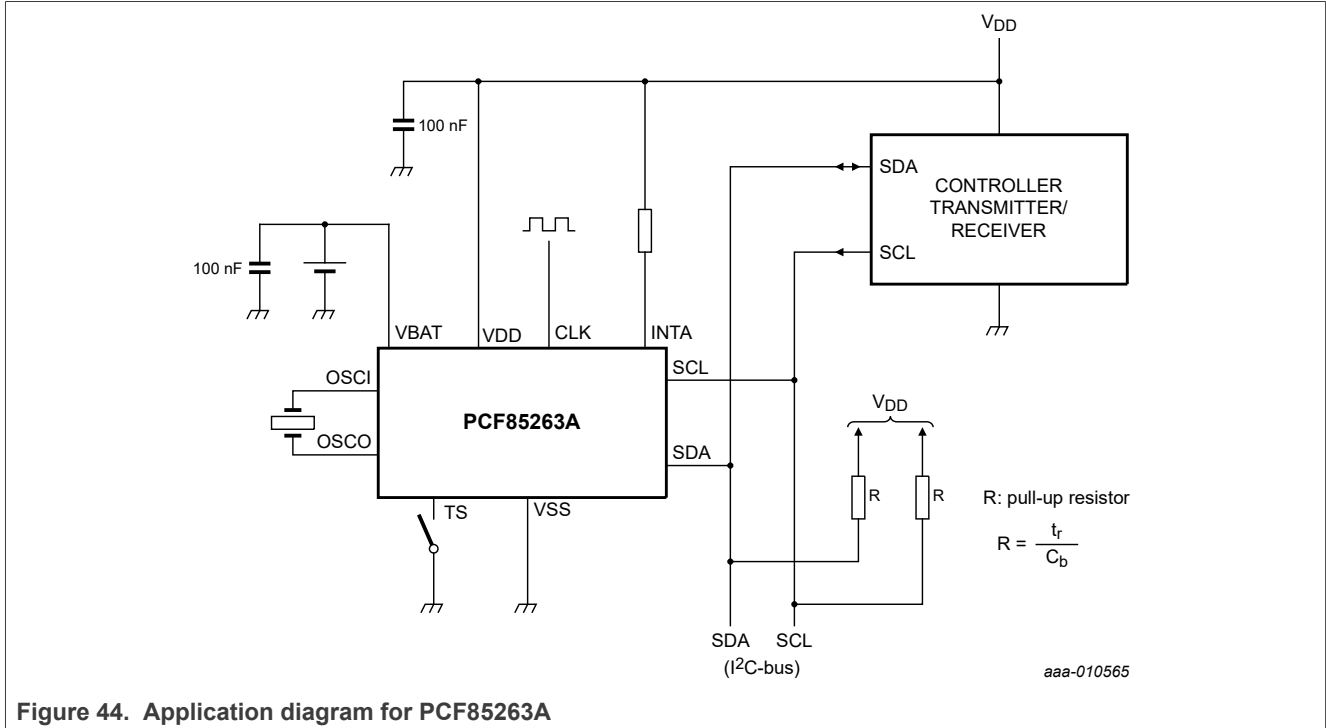 VDD
100 nF
SDA
CONTROLLER
TRANSMITTER/
RECEIVER
SCL
100 nF
VBAT
VDD
CLK
INTA
SCL
OSCI
PCF85263A
VDD
OSCO
SDA
R
R
R: pull-up resistor
TS
VSS
R = tr
Cb
SDA SCL
(I2C-bus)
aaa-010565
Figure 44. Application diagram for PCF85263A